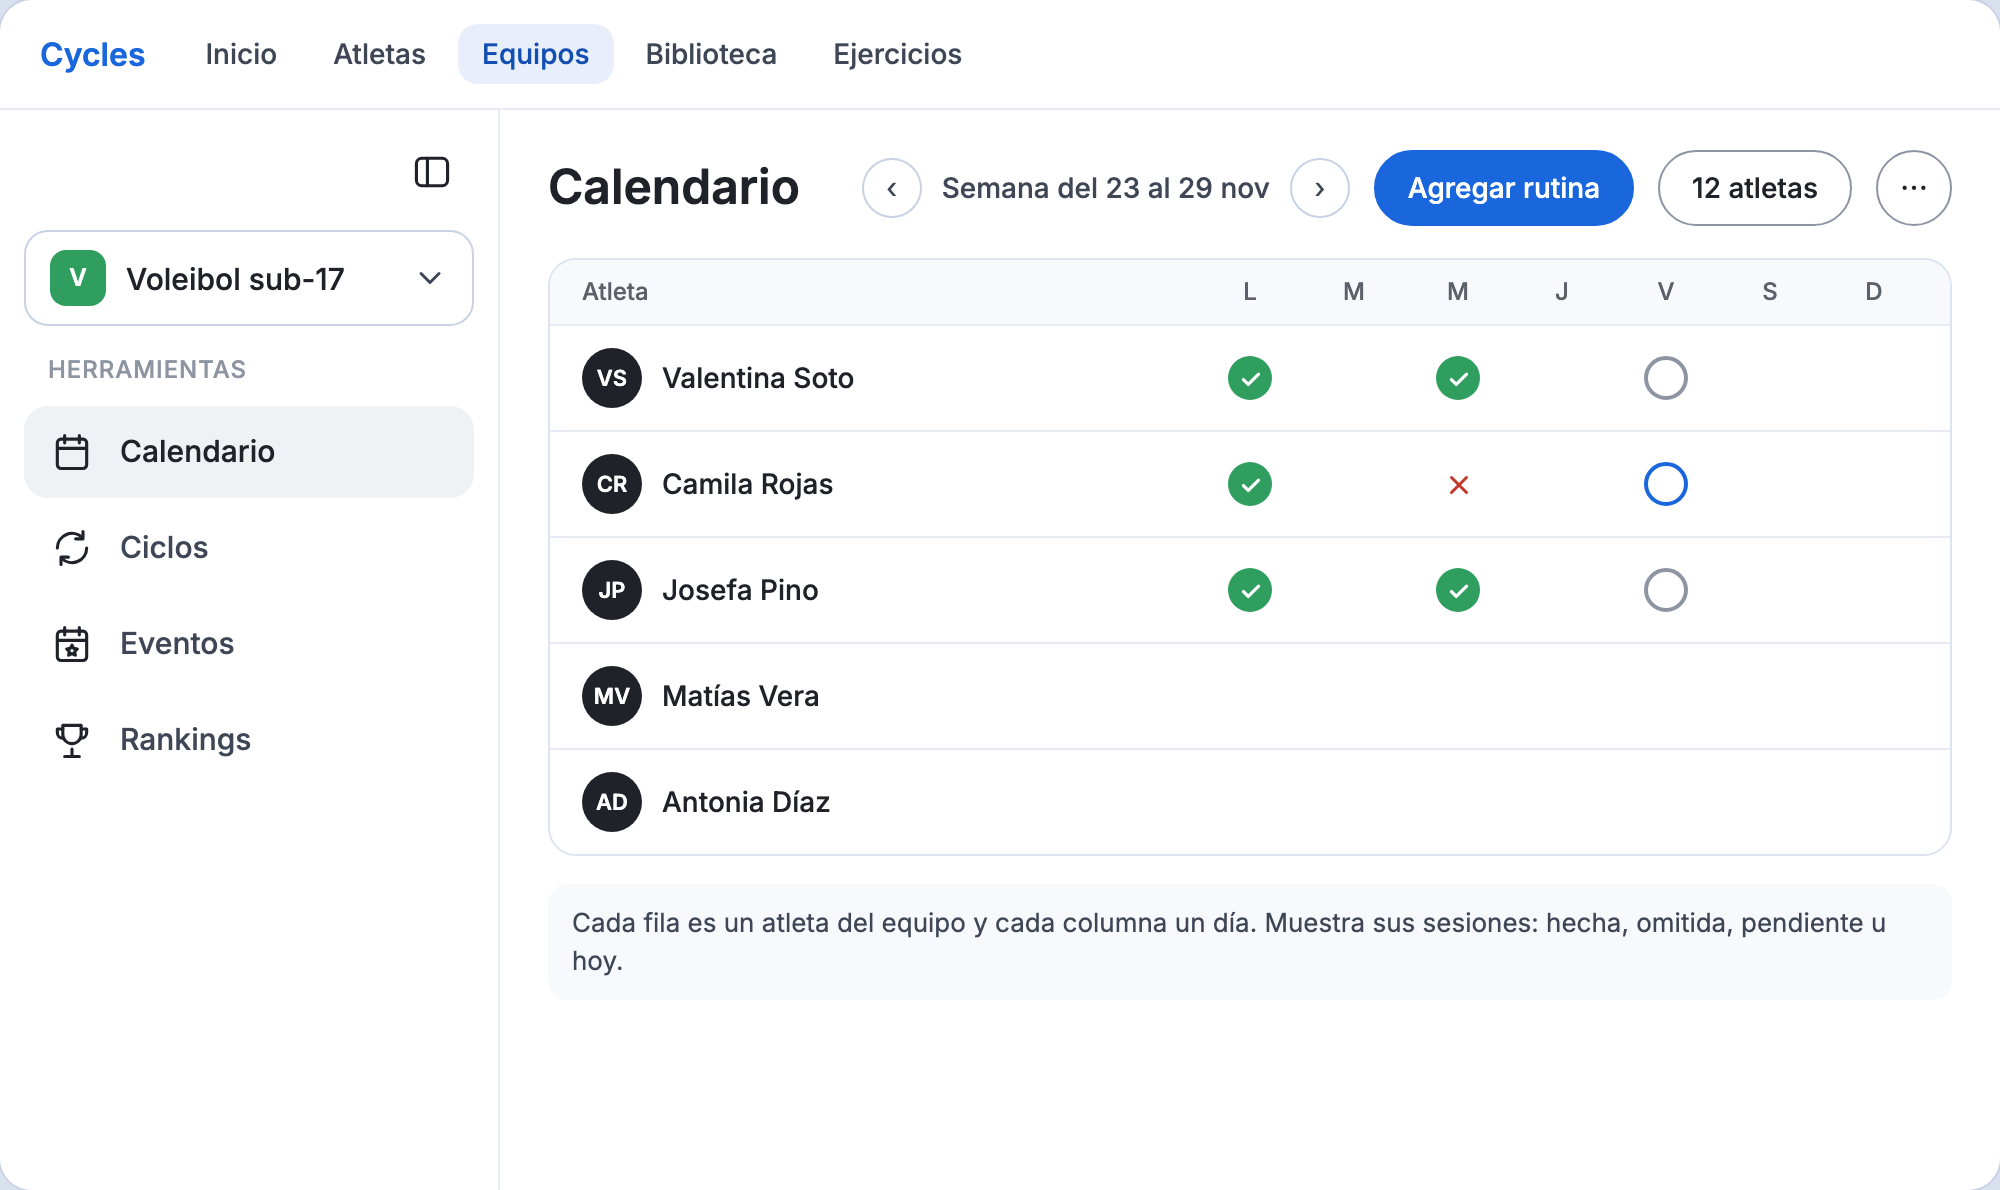 Cycles Inicio Atletas Equipos Biblioteca Ejercicios
V Voleibol sub-17
HERRAMIENTAS
Calendario
Ciclos
Eventos
Rankings
Calendario ‹ Semana del 23 al 29 nov › Agregar rutina 12 atletas ···
Atleta L M M J V S D
VS Valentina Soto
CR Camila Rojas
JP Josefa Pino
MV Matías Vera
AD Antonia Díaz
Cada fila es un atleta del equipo y cada columna un día. Muestra sus sesiones: hecha, omitida, pendiente u
hoy.